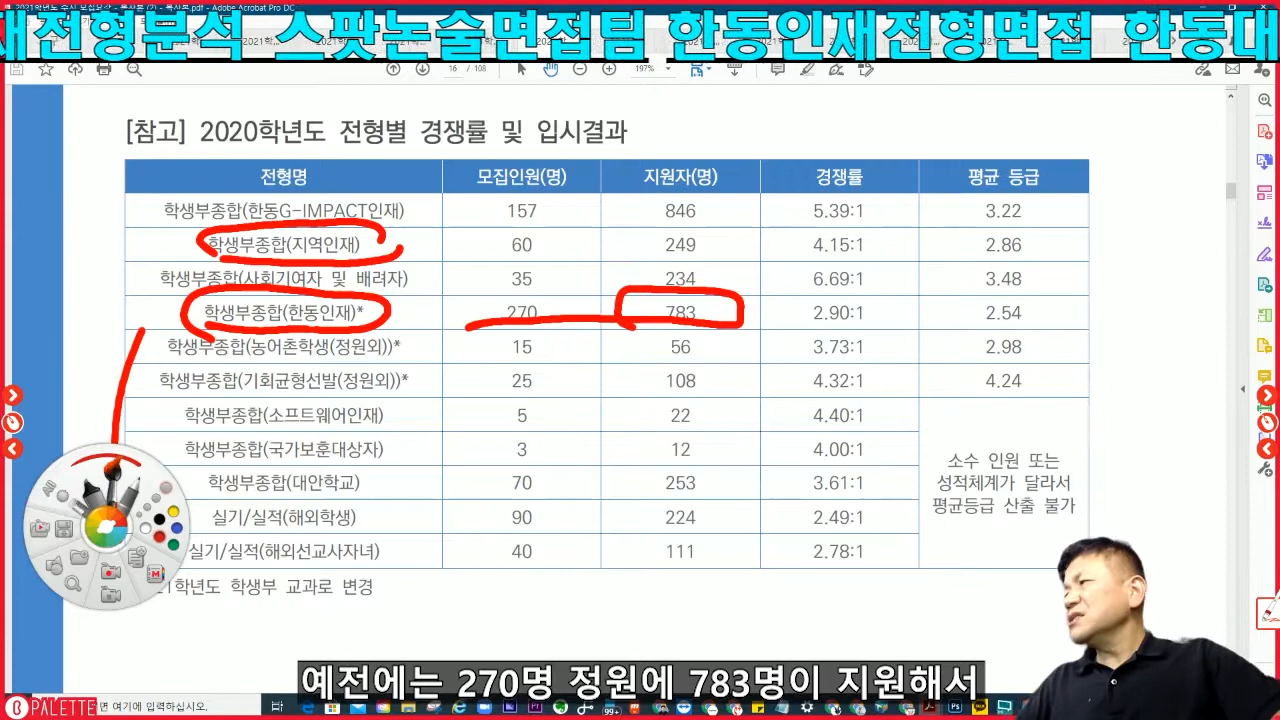 재전형분석 스팟논술면접팀 한동인재전형면접 한동대
16 / 108
197%
[참고] 2020학년도 전형별 경쟁률 및 입시결과
전형명 모집인원(명) 지원자(명) 경쟁률 평균 등급
학생부종합(한동G-IMPACT인재) 157 846 5.39:1 3.22
학생부종합(지역인재) 60 249 4.15:1 2.86
학생부종합(사회기여자 및 배려자) 35 234 6.69:1 3.48
학생부종합(한동인재)* 270 783 2.90:1 2.54
학생부종합(농어촌학생(정원외))* 15 56 3.73:1 2.98
학생부종합(기회균형선발(정원외))* 25 108 4.32:1 4.24
학생부종합(소프트웨어인재) 5 22 4.40:1
학생부종합(국가보훈대상자) 3 12 4.00:1
학생부종합(대안학교) 70 253 3.61:1
소수 인원 또는
성적체계가 달라서
평균등급 산출 불가
실기/실적(해외학생) 90 224 2.49:1
실기/실적(해외선교사자녀) 40 111 2.78:1
학년도 학생부 교과로 변경
예전에는 270명 정원에 783명이 지원해서
PALETTE
면 여기에 입력하십시오.